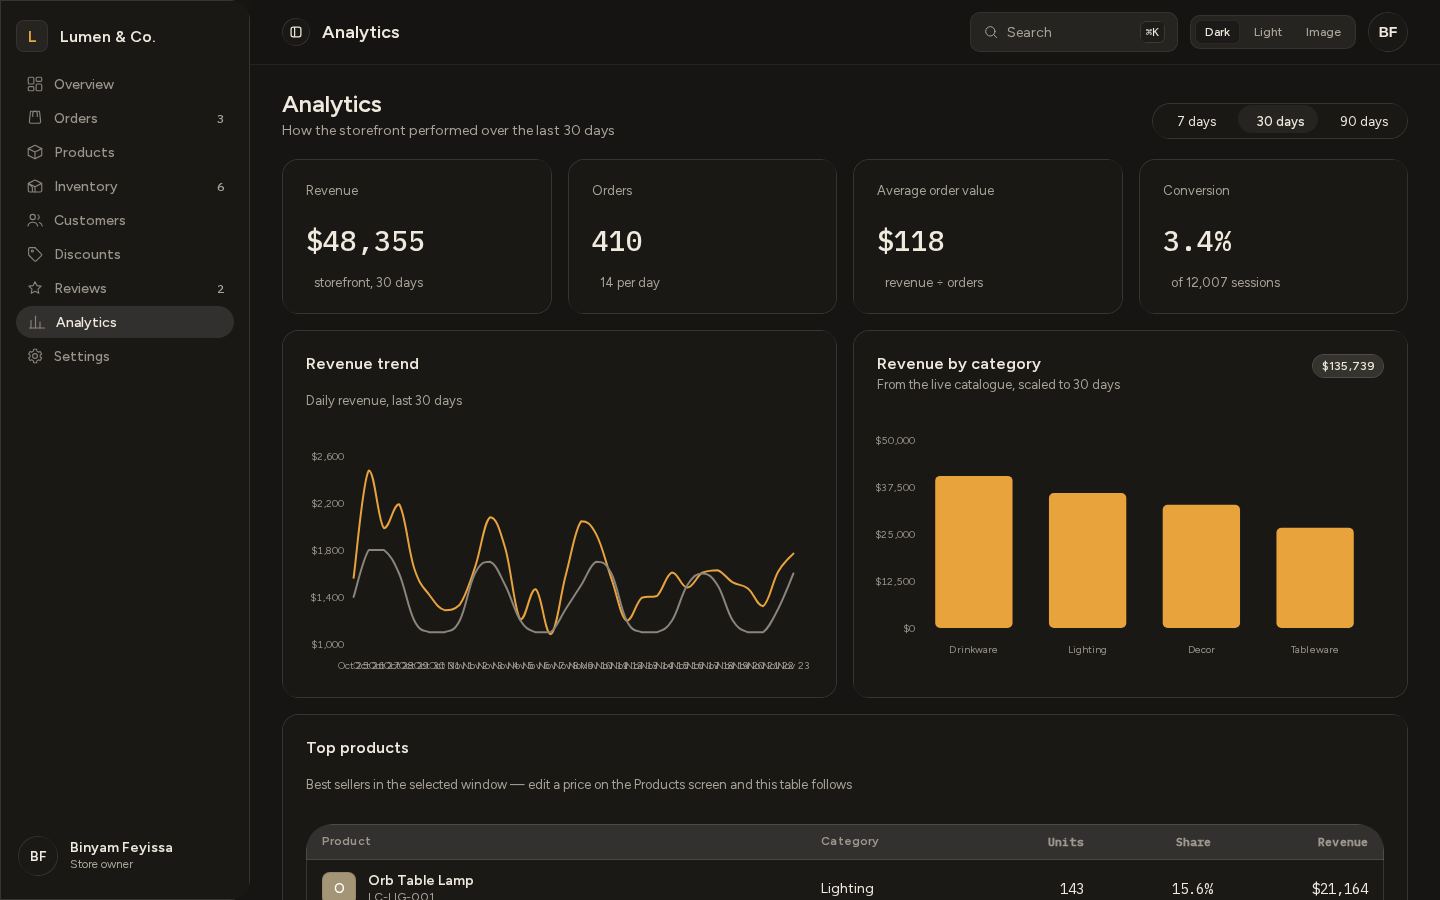 L Lumen & Co.
Overview
Orders 3
Products
Inventory 6
Customers
Discounts
Reviews 2
Analytics
Settings
BF Binyam Feyissa
Store owner
Analytics
Search ⌘K
Dark Light Image
BF
Analytics
How the storefront performed over the last 30 days
7 days 30 days 90 days
Revenue
$48,355
storefront, 30 days
Orders
410
14 per day
Average order value
$118
revenue ÷ orders
Conversion
3.4%
of 12,007 sessions
Revenue trend
Daily revenue, last 30 days
$2,600
$2,200
$1,800
$1,400
$1,000
Revenue by category
From the live catalogue, scaled to 30 days
$135,739
$50,000
$37,500
$25,000
$12,500
$0
Drinkware Lighting Decor Tableware
Top products
Best sellers in the selected window — edit a price on the Products screen and this table follows
Product Category Units Share Revenue
O Orb Table Lamp Lighting 143 15.6% $21,164
LC-LIG-001